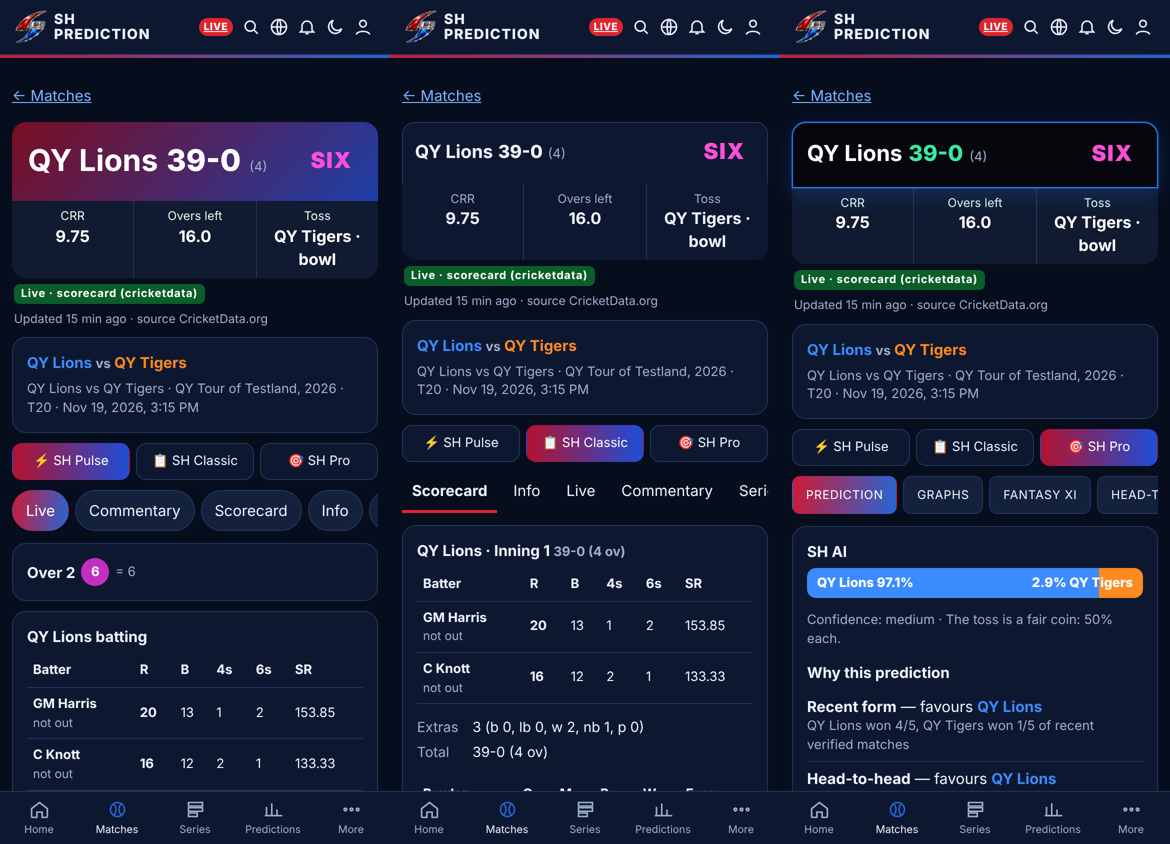 SH
PREDICTION
LIVE
← Matches
QY Lions 39-0 (4)
SIX
CRR
9.75
Overs left
16.0
Toss
QY Tigers ·
bowl
Live · scorecard (cricketdata)
Updated 15 min ago · source CricketData.org
QY Lions vs QY Tigers
QY Lions vs QY Tigers · QY Tour of Testland, 2026 ·
T20 · Nov 19, 2026, 3:15 PM
⚡ SH Pulse
📋 SH Classic
🎯 SH Pro
Live
Commentary
Scorecard
Info
Over 2 6 = 6
QY Lions batting
Batter R B 4s 6s SR
GM Harris 20 13 1 2 153.85
not out
C Knott 16 12 2 1 133.33
not out
Home
Matches
Series
Predictions
More
SH
PREDICTION
LIVE
← Matches
QY Lions 39-0 (4)
SIX
CRR
9.75
Overs left
16.0
Toss
QY Tigers ·
bowl
Live · scorecard (cricketdata)
Updated 15 min ago · source CricketData.org
QY Lions vs QY Tigers
QY Lions vs QY Tigers · QY Tour of Testland, 2026 ·
T20 · Nov 19, 2026, 3:15 PM
⚡ SH Pulse
📋 SH Classic
🎯 SH Pro
Scorecard
Info
Live
Commentary
Seri
QY Lions · Inning 1 39-0 (4 ov)
Batter R B 4s 6s SR
GM Harris 20 13 1 2 153.85
not out
C Knott 16 12 2 1 133.33
not out
Extras 3 (b 0, lb 0, w 2, nb 1, p 0)
Total 39-0 (4 ov)
Home
Matches
Series
Predictions
More
SH
PREDICTION
LIVE
← Matches
QY Lions 39-0 (4)
SIX
CRR
9.75
Overs left
16.0
Toss
QY Tigers ·
bowl
Live · scorecard (cricketdata)
Updated 15 min ago · source CricketData.org
QY Lions vs QY Tigers
QY Lions vs QY Tigers · QY Tour of Testland, 2026 ·
T20 · Nov 19, 2026, 3:15 PM
⚡ SH Pulse
📋 SH Classic
🎯 SH Pro
PREDICTION
GRAPHS
FANTASY XI
HEAD-T
SH AI
QY Lions 97.1%
2.9% QY Tigers
Confidence: medium · The toss is a fair coin: 50%
each.
Why this prediction
Recent form — favours QY Lions
QY Lions won 4/5, QY Tigers won 1/5 of recent
verified matches
Head-to-head — favours QY Lions
Home
Matches
Series
Predictions
More